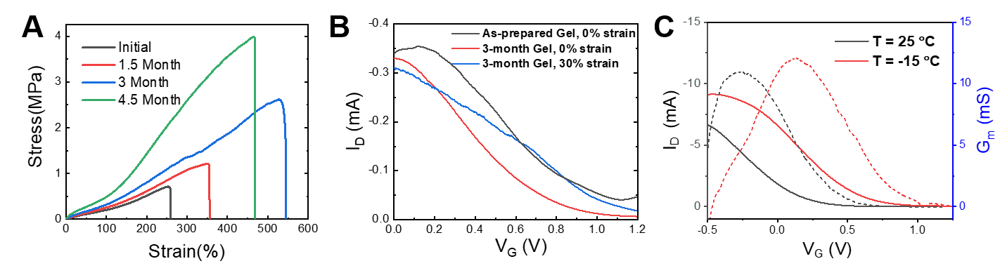 A
Stress(MPa)
4
3
2
1
0
Initial
1.5 Month
3 Month
4.5 Month
0 100 200 300 400 500 600
Strain(%)
B
I_D (mA)
-0.4
-0.3
-0.2
-0.1
0.0
As-prepared Gel, 0% strain
3-month Gel, 0% strain
3-month Gel, 30% strain
0.0 0.2 0.4 0.6 0.8 1.0 1.2
V_G (V)
C
I_D (mA)
-15
-10
-5
0
T = 25 °C
T = -15 °C
15
10
5
0
G_m (mS)
-0.5 0.0 0.5 1.0
V_G (V)